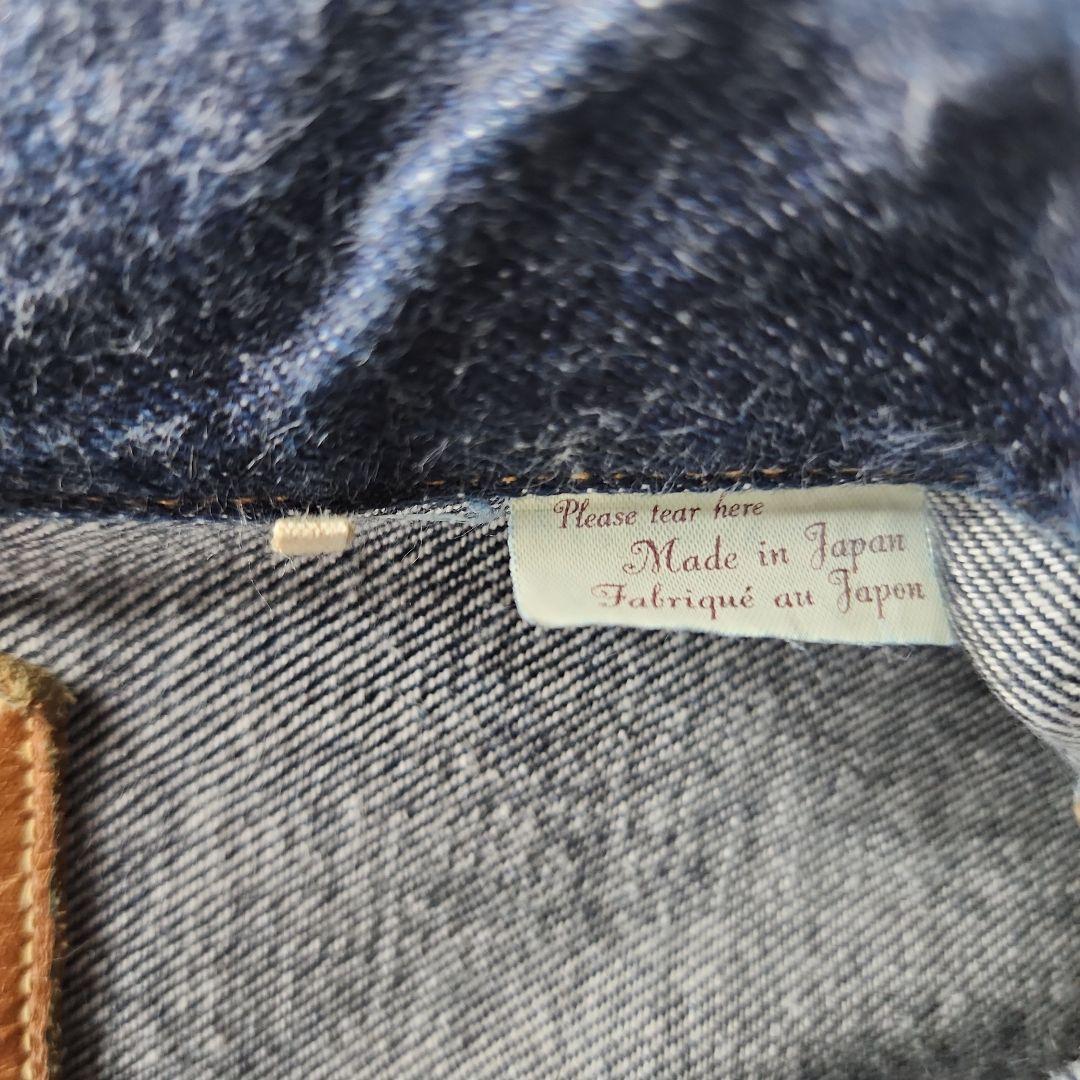 Please tear here
Made in Japan
Fabriqué au Japon